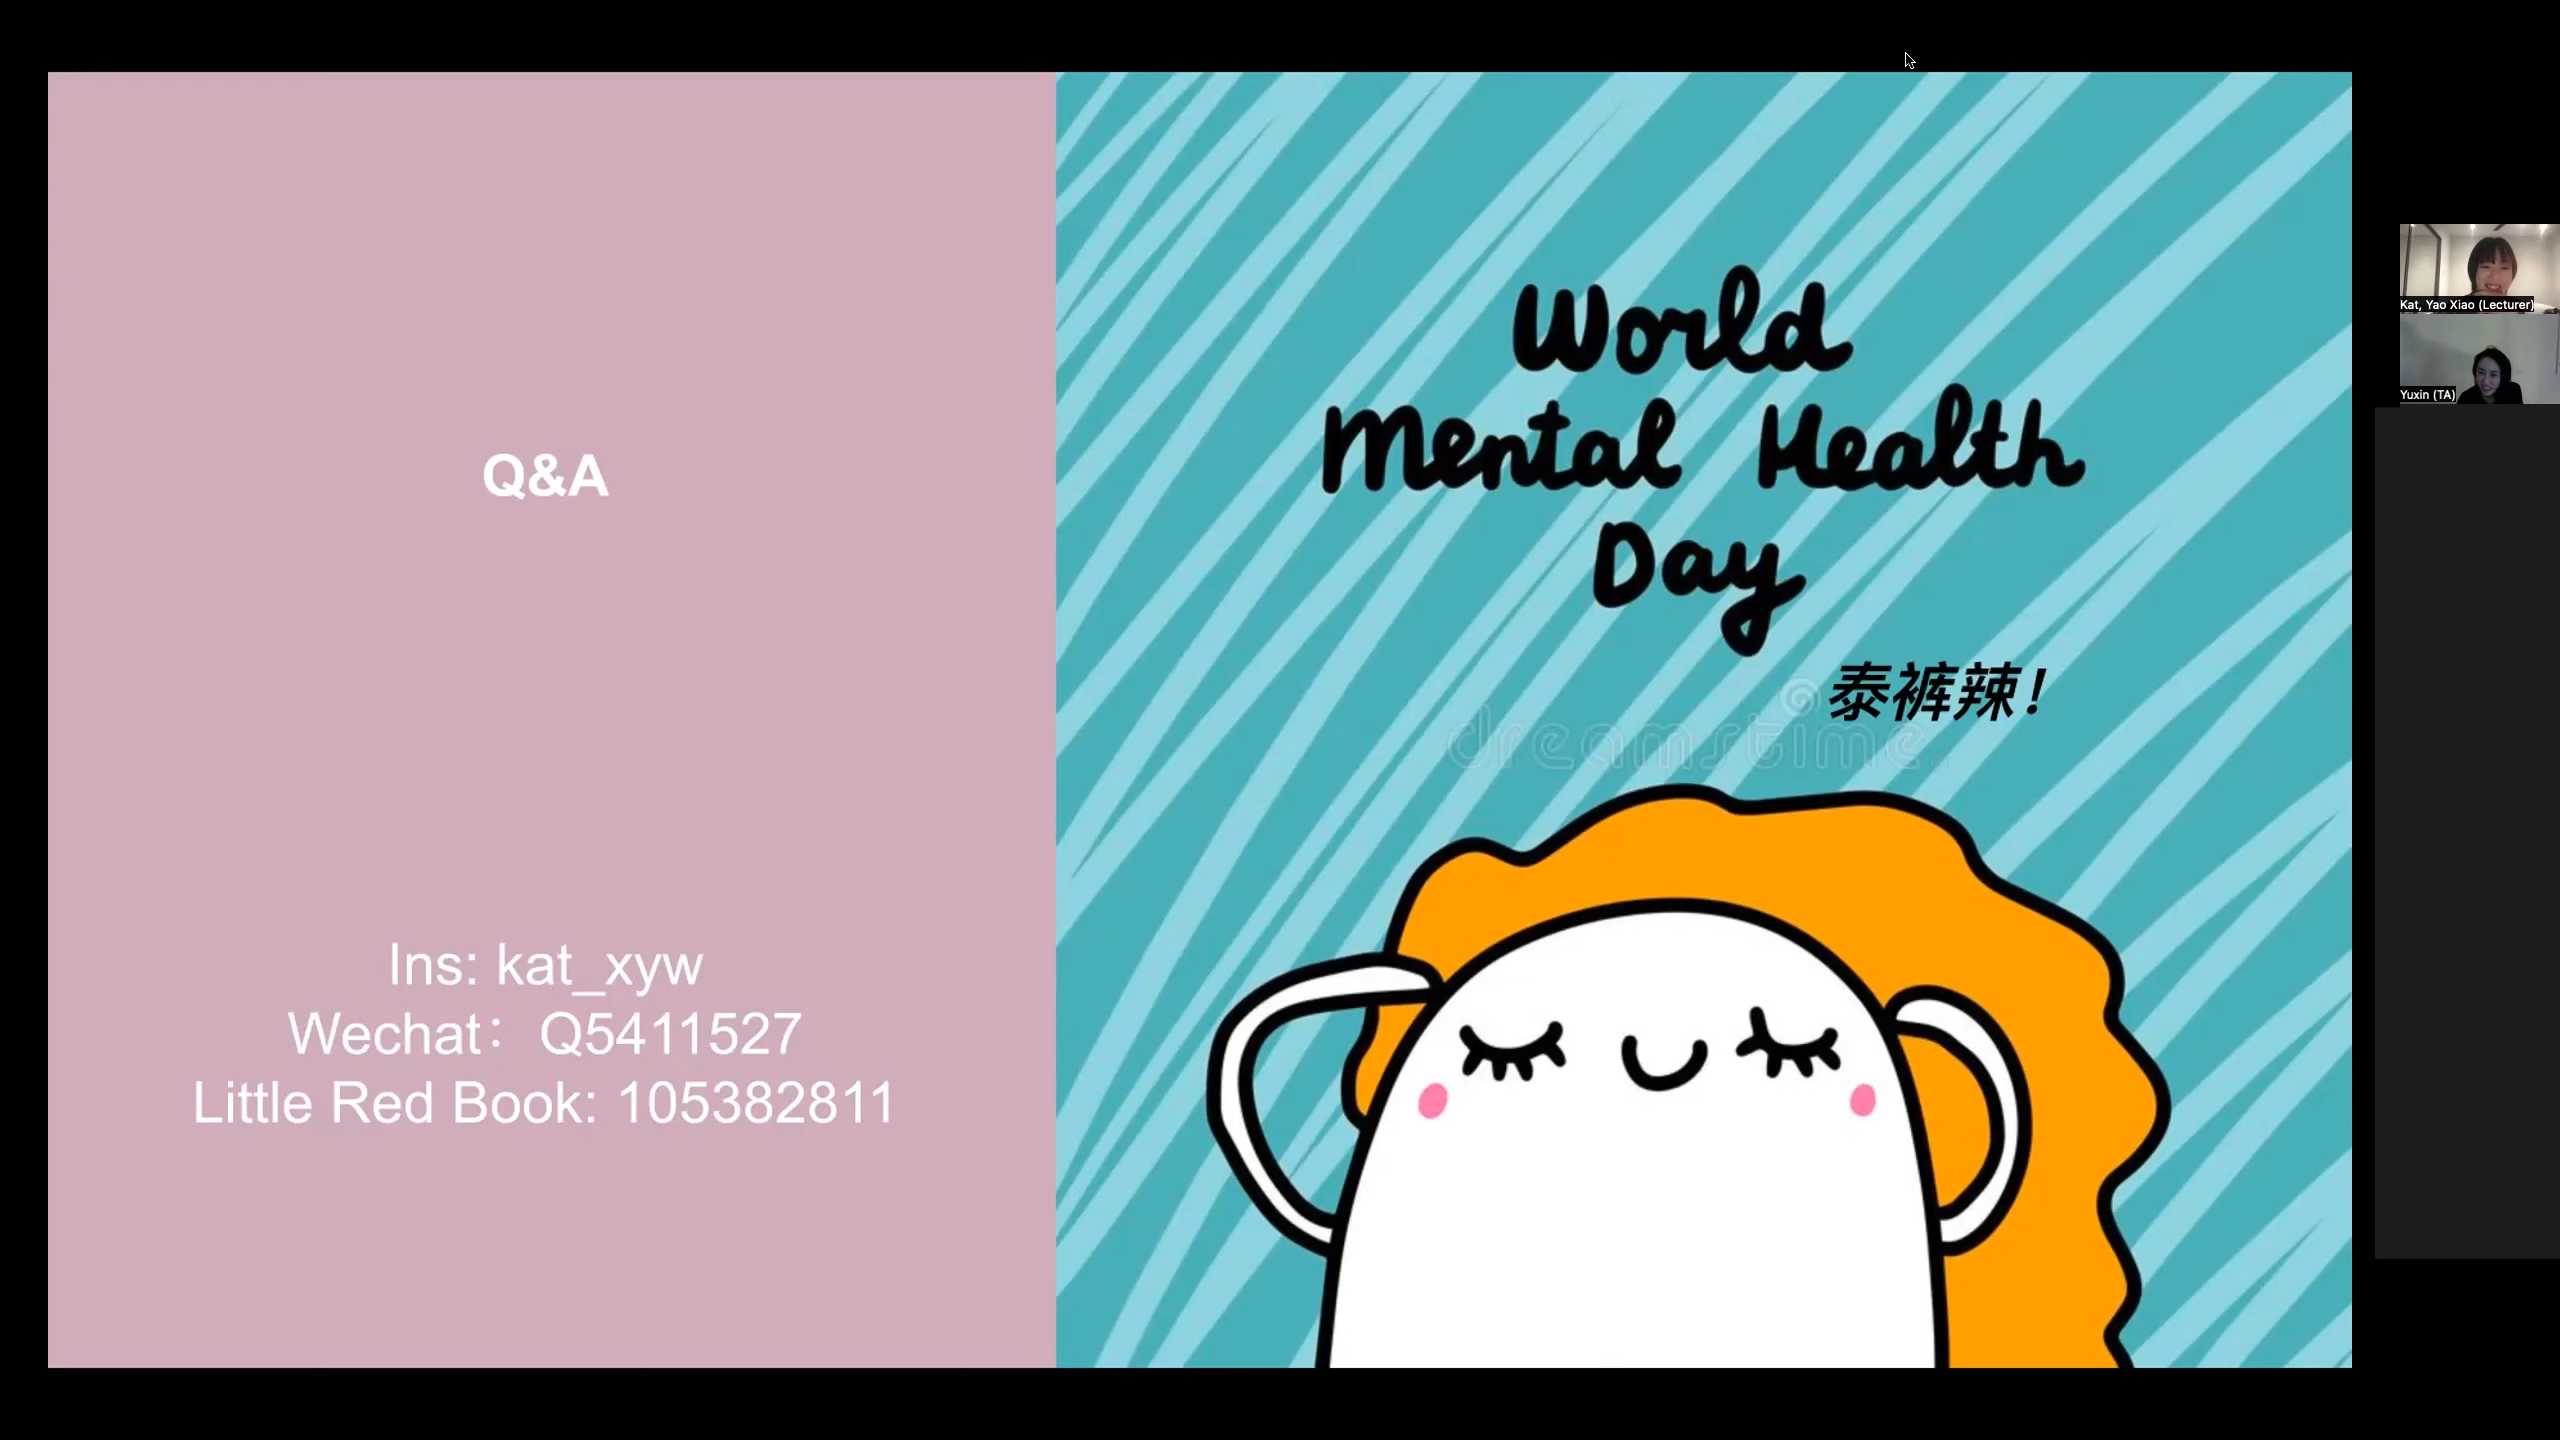 Q&A
Ins: kat_xyw
Wechat：Q5411527
Little Red Book: 105382811
World
Mental Health
Day
泰裤辣！
dreamstime
Kat, Yao Xiao (Lecturer)
Yuxin (TA)